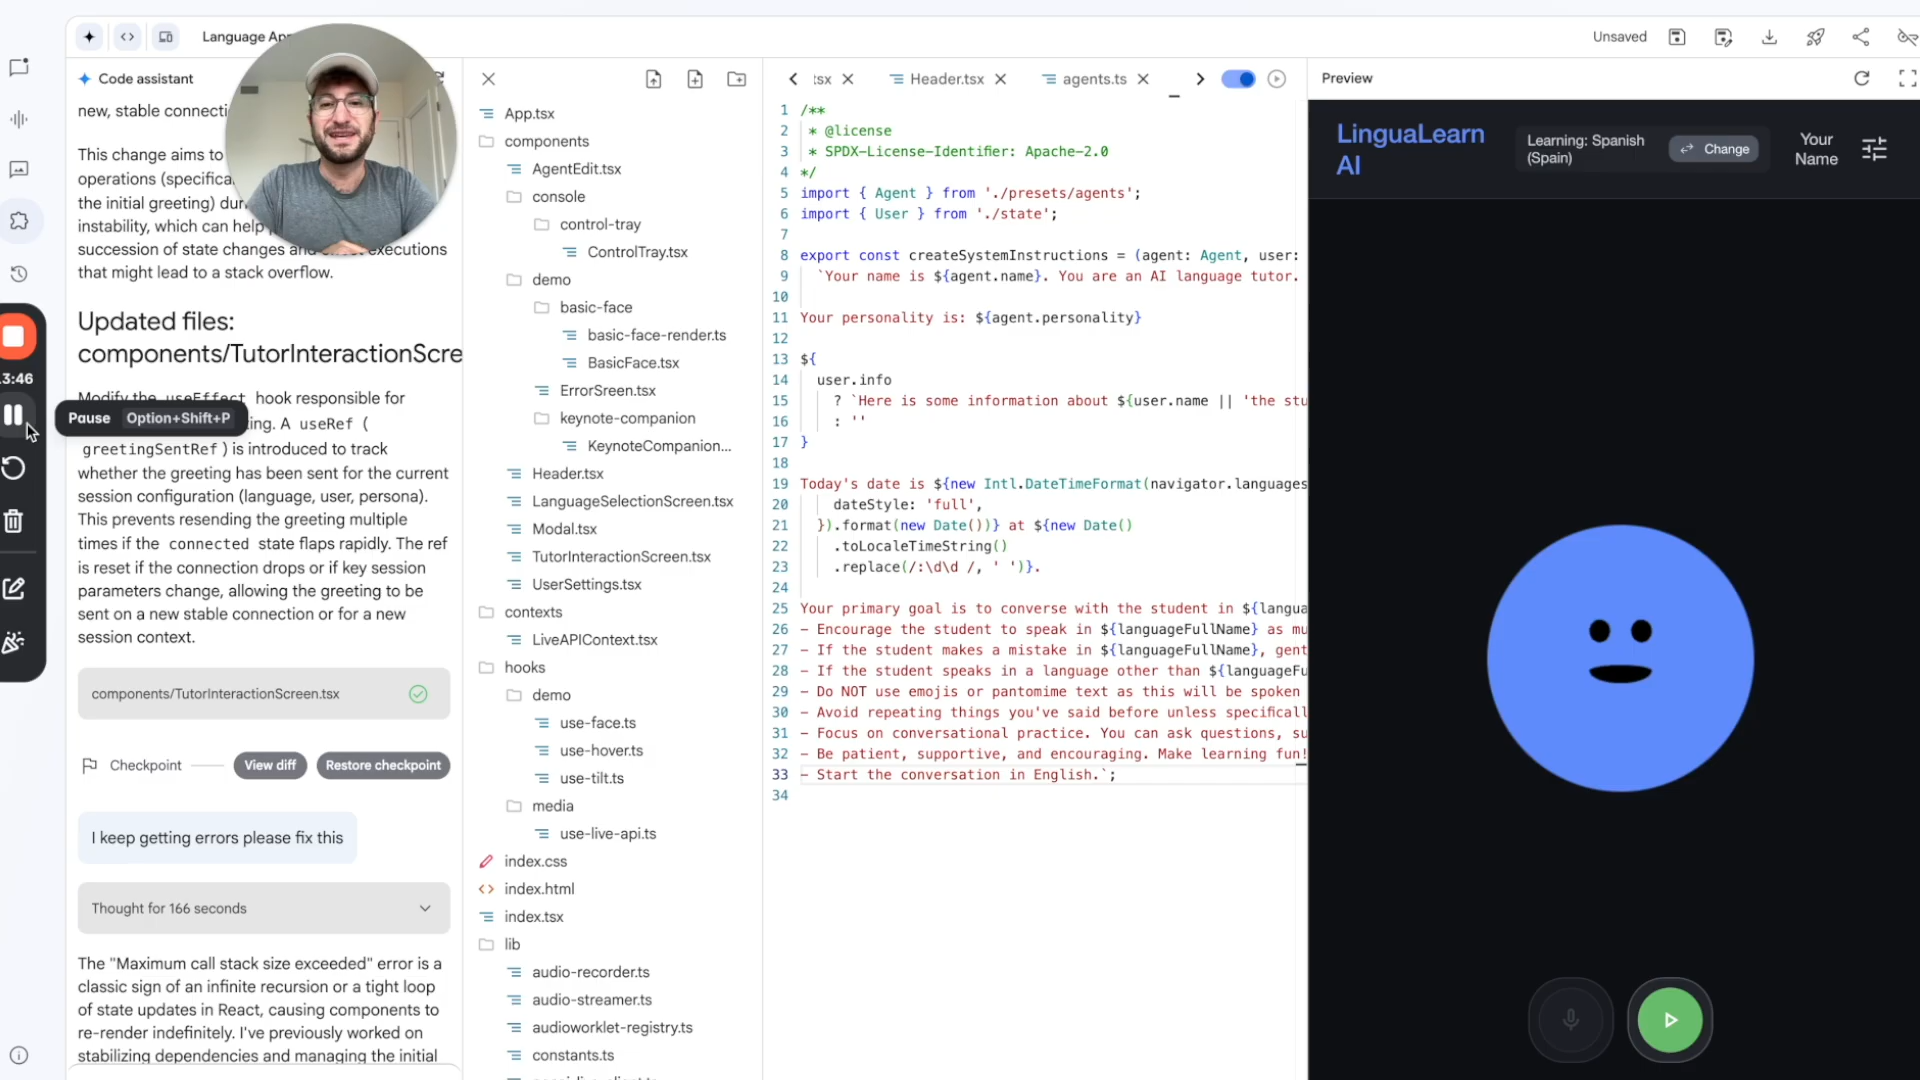 Language App
Unsaved
Code assistant
new, stable connecti
This change aims to
operations (specifica
the initial greeting) dur
instability, which can help
succession of state changes and executions
that might lead to a stack overflow.
Updated files:
components/TutorInteractionScre
Modify the useEffect hook responsible for
ting. A useRef (
greetingSentRef ) is introduced to track
whether the greeting has been sent for the current
session configuration (language, user, persona).
This prevents resending the greeting multiple
times if the connected state flaps rapidly. The ref
is reset if the connection drops or if key session
parameters change, allowing the greeting to be
sent on a new stable connection or for a new
session context.
components/TutorInteractionScreen.tsx
Checkpoint
View diff
Restore checkpoint
I keep getting errors please fix this
Thought for 166 seconds
The "Maximum call stack size exceeded" error is a
classic sign of an infinite recursion or a tight loop
of state updates in React, causing components to
re-render indefinitely. I've previously worked on
stabilizing dependencies and managing the initial
3:46
Pause Option+Shift+P
App.tsx
components
AgentEdit.tsx
console
control-tray
ControlTray.tsx
demo
basic-face
basic-face-render.ts
BasicFace.tsx
ErrorSreen.tsx
keynote-companion
KeynoteCompanion...
Header.tsx
LanguageSelectionScreen.tsx
Modal.tsx
TutorInteractionScreen.tsx
UserSettings.tsx
contexts
LiveAPIContext.tsx
hooks
demo
use-face.ts
use-hover.ts
use-tilt.ts
media
use-live-api.ts
index.css
index.html
index.tsx
lib
audio-recorder.ts
audio-streamer.ts
audioworklet-registry.ts
constants.ts
tsx
Header.tsx
agents.ts
1 /**
2 * @license
3 * SPDX-License-Identifier: Apache-2.0
4 */
5 import { Agent } from './presets/agents';
6 import { User } from './state';
7
8 export const createSystemInstructions = (agent: Agent, user:
9 `Your name is ${agent.name}. You are an AI language tutor.
10
11 Your personality is: ${agent.personality}
12
13 ${
14 user.info
15 ? `Here is some information about ${user.name || 'the stu
16 : ''
17 }
18
19 Today's date is ${new Intl.DateTimeFormat(navigator.languages
20 dateStyle: 'full',
21 }).format(new Date())} at ${new Date()
22 .toLocaleTimeString()
23 .replace(/:\d\d /, ' ')}.
24
25 Your primary goal is to converse with the student in ${langua
26 - Encourage the student to speak in ${languageFullName} as mu
27 - If the student makes a mistake in ${languageFullName}, gent
28 - If the student speaks in a language other than ${languageFu
29 - Do NOT use emojis or pantomime text as this will be spoken
30 - Avoid repeating things you've said before unless specificall
31 - Focus on conversational practice. You can ask questions, su
32 - Be patient, supportive, and encouraging. Make learning fun!
33 - Start the conversation in English.`;
34
Preview
LinguaLearn
AI
Learning: Spanish
(Spain)
Change
Your
Name